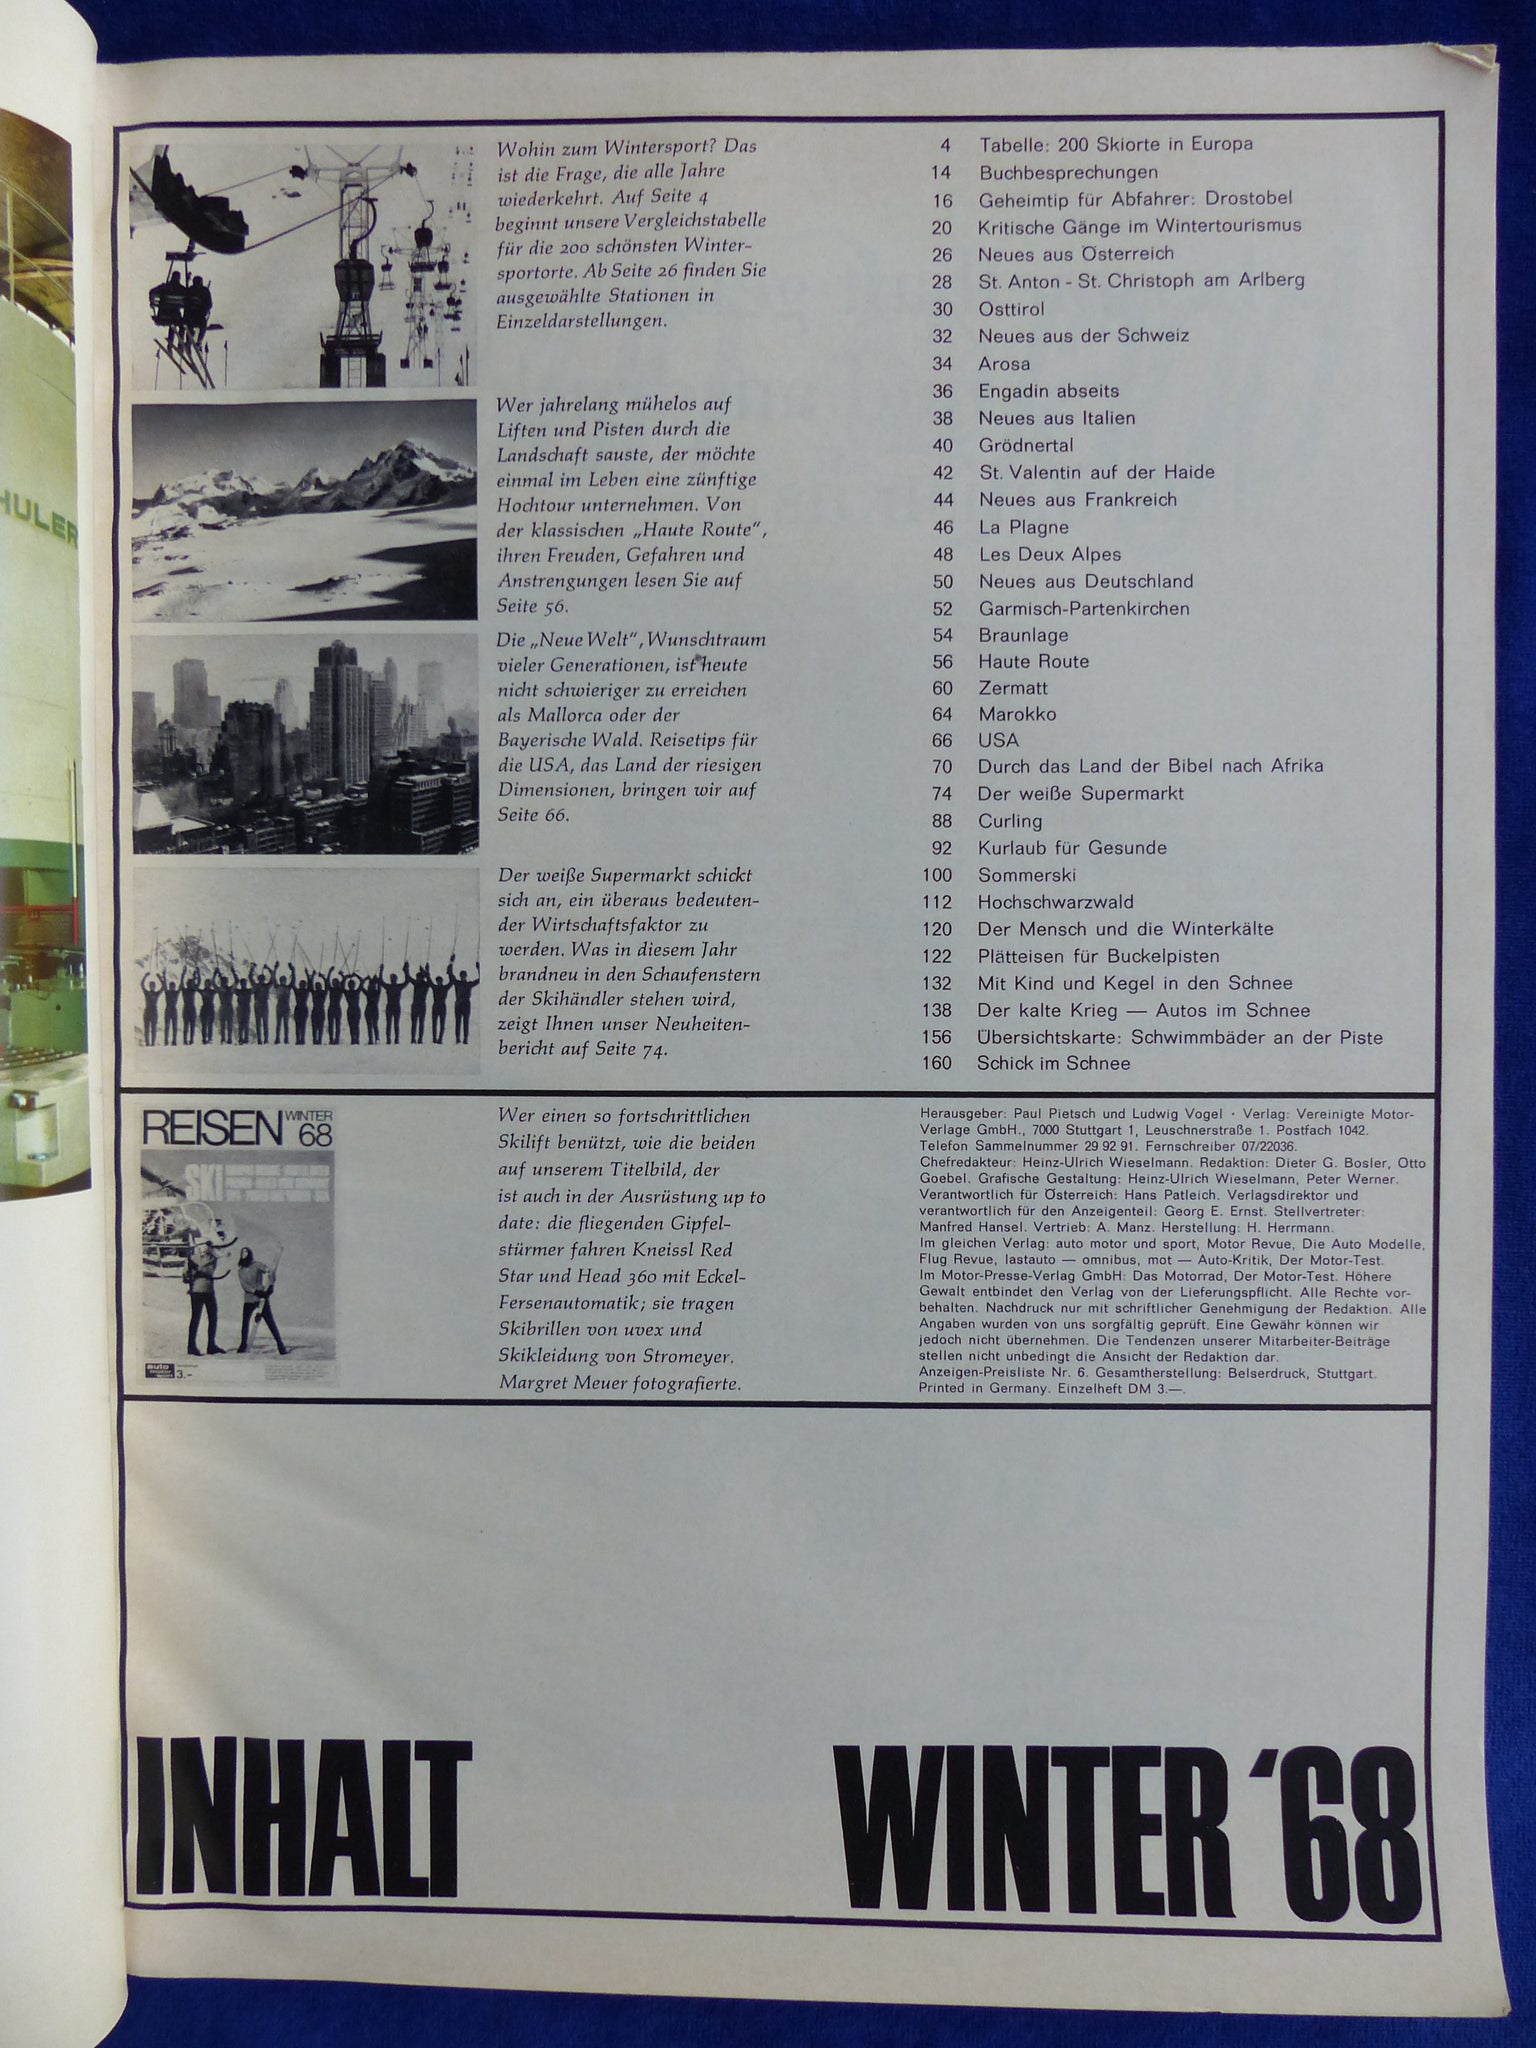 HULER
Wohin zum Wintersport? Das
ist die Frage, die alle Jahre
wiederkehrt. Auf Seite 4
beginnt unsere Vergleichstabelle
für die 200 schönsten Winter-
sportorte. Ab Seite 26 finden Sie
ausgewählte Stationen in
Einzeldarstellungen.
Wer jahrelang mühelos auf
Liften und Pisten durch die
Landschaft sauste, der möchte
einmal im Leben eine zünftige
Hochtour unternehmen. Von
der klassischen „Haute Route“,
ihren Freuden, Gefahren und
Anstrengungen lesen Sie auf
Seite 56.
Die „Neue Welt“, Wunschtraum
vieler Generationen, ist heute
nicht schwieriger zu erreichen
als Mallorca oder der
Bayerische Wald. Reisetips für
die USA, das Land der riesigen
Dimensionen, bringen wir auf
Seite 66.
Der weiße Supermarkt schickt
sich an, ein überaus bedeuten-
der Wirtschaftsfaktor zu
werden. Was in diesem Jahr
brandneu in den Schaufenstern
der Skihändler stehen wird,
zeigt Ihnen unser Neuheiten-
bericht auf Seite 74.
4 Tabelle: 200 Skiorte in Europa
14 Buchbesprechungen
16 Geheimtip für Abfahrer: Drostobel
20 Kritische Gänge im Wintertourismus
26 Neues aus Österreich
28 St. Anton - St. Christoph am Arlberg
30 Osttirol
32 Neues aus der Schweiz
34 Arosa
36 Engadin abseits
38 Neues aus Italien
40 Grödnertal
42 St. Valentin auf der Haide
44 Neues aus Frankreich
46 La Plagne
48 Les Deux Alpes
50 Neues aus Deutschland
52 Garmisch-Partenkirchen
54 Braunlage
56 Haute Route
60 Zermatt
64 Marokko
66 USA
70 Durch das Land der Bibel nach Afrika
74 Der weiße Supermarkt
88 Curling
92 Kurlaub für Gesunde
100 Sommerski
112 Hochschwarzwald
120 Der Mensch und die Winterkälte
122 Plätteisen für Buckelpisten
132 Mit Kind und Kegel in den Schnee
138 Der kalte Krieg — Autos im Schnee
156 Übersichtskarte: Schwimmbäder an der Piste
160 Schick im Schnee
REISEN WINTER 68
SKI
auto
3.-
Wer einen so fortschrittlichen
Skilift benützt, wie die beiden
auf unserem Titelbild, der
ist auch in der Ausrüstung up to
date: die fliegenden Gipfel-
stürmer fahren Kneissl Red
Star und Head 360 mit Eckel-
Fersenautomatik; sie tragen
Skibrillen von uvex und
Skikleidung von Stromeyer.
Margret Meuer fotografierte.
Herausgeber: Paul Pietsch und Ludwig Vogel · Verlag: Vereinigte Motor-
Verlage GmbH., 7000 Stuttgart 1, Leuschnerstraße 1. Postfach 1042.
Telefon Sammelnummer 29 92 91. Fernschreiber 07/22036.
Chefredakteur: Heinz-Ulrich Wieselmann. Redaktion: Dieter G. Bosler, Otto
Goebel. Grafische Gestaltung: Heinz-Ulrich Wieselmann, Peter Werner.
Verantwortlich für Österreich: Hans Patleich. Verlagsdirektor und
verantwortlich für den Anzeigenteil: Georg E. Ernst. Stellvertreter:
Manfred Hansel. Vertrieb: A. Manz. Herstellung: H. Herrmann.
Im gleichen Verlag: auto motor und sport, Motor Revue, Die Auto Modelle,
Flug Revue, lastauto — omnibus, mot — Auto-Kritik, Der Motor-Test.
Im Motor-Presse-Verlag GmbH: Das Motorrad, Der Motor-Test. Höhere
Gewalt entbindet den Verlag von der Lieferungspflicht. Alle Rechte vor-
behalten. Nachdruck nur mit schriftlicher Genehmigung der Redaktion. Alle
Angaben wurden von uns sorgfältig geprüft. Eine Gewähr können wir
jedoch nicht übernehmen. Die Tendenzen unserer Mitarbeiter-Beiträge
stellen nicht unbedingt die Ansicht der Redaktion dar.
Anzeigen-Preisliste Nr. 6. Gesamtherstellung: Belserdruck, Stuttgart.
Printed in Germany. Einzelheft DM 3.—.
INHALT WINTER '68